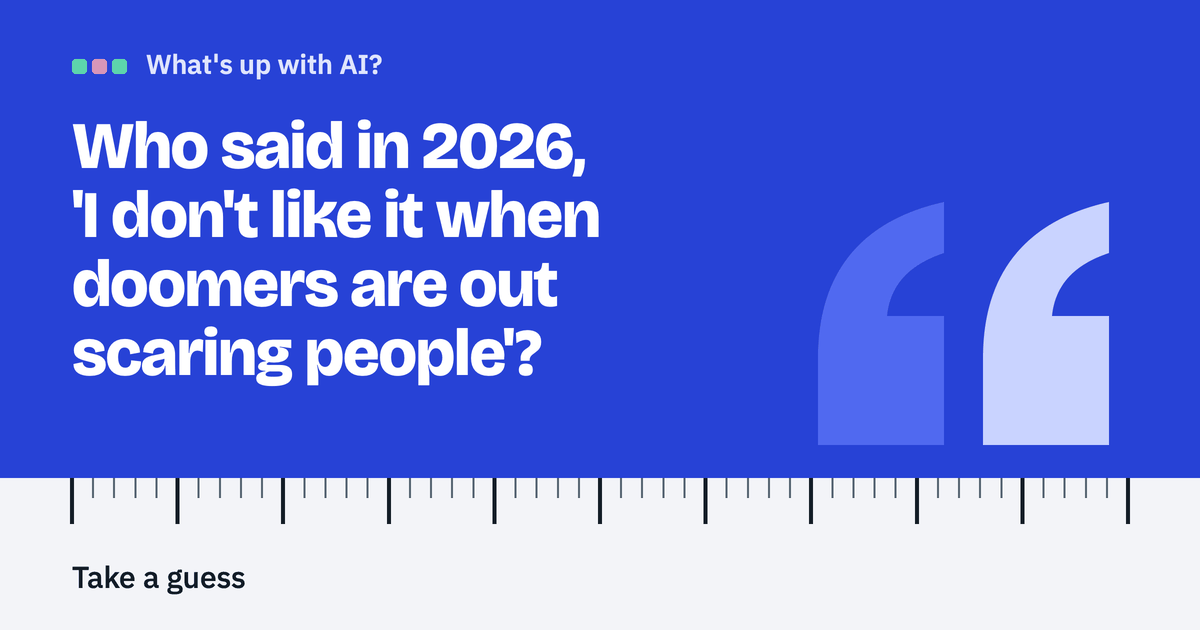 What's up with AI?
Who said in 2026,
'I don't like it when
doomers are out
scaring people'?
Take a guess